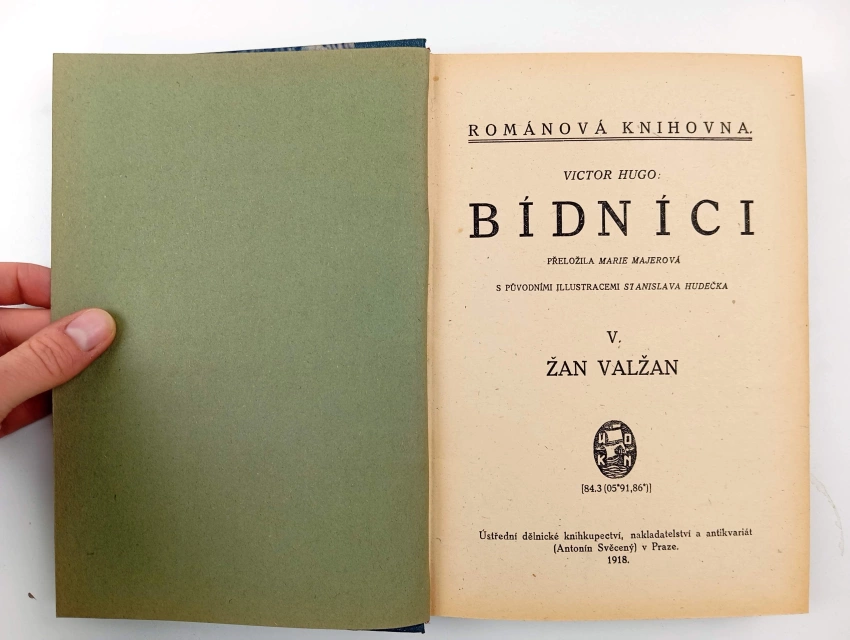 ROMÁNOVÁ KNIHOVNA.
VICTOR HUGO:
BÍDNÍCI
PŘELOŽILA MARIE MAJEROVÁ
S PŮVODNÍMI ILLUSTRACEMI STANISLAVA HUDEČKA
V.
ŽAN VALŽAN
U D
K N
[84.3 (05*91,86*)]
Ústřední dělnické knihkupectví, nakladatelství a antikvariát
(Antonín Svěcený) v Praze.
1918.